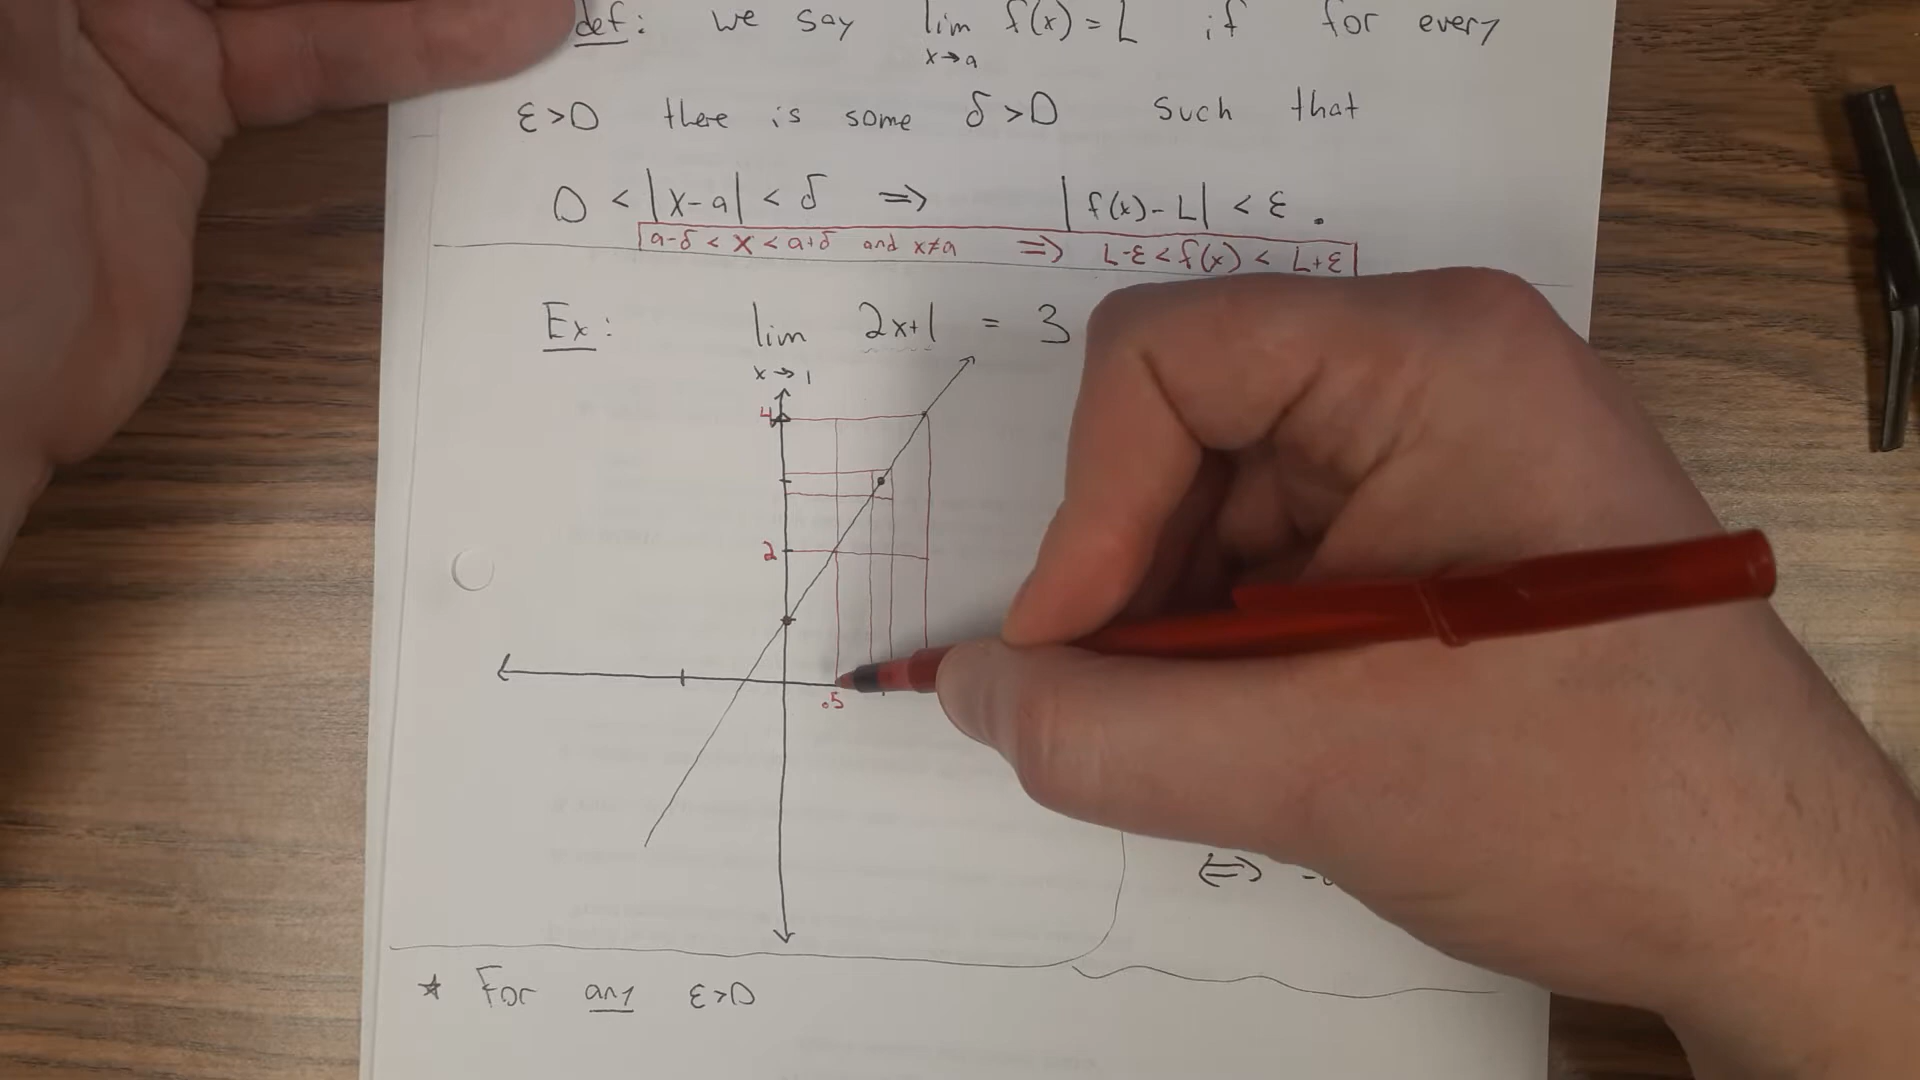 def: we say lim f(x) = L if for every
x→a
ε>0 there is some δ>0 such that
0 < |x-a| < δ ⇒ |f(x)-L| < ε.
a-δ < x < a+δ and x≠a ⇒ L-ε < f(x) < L+ε
Ex: lim 2x+1 = 3
x→1
4
2
.5
⇔
* For any ε>0